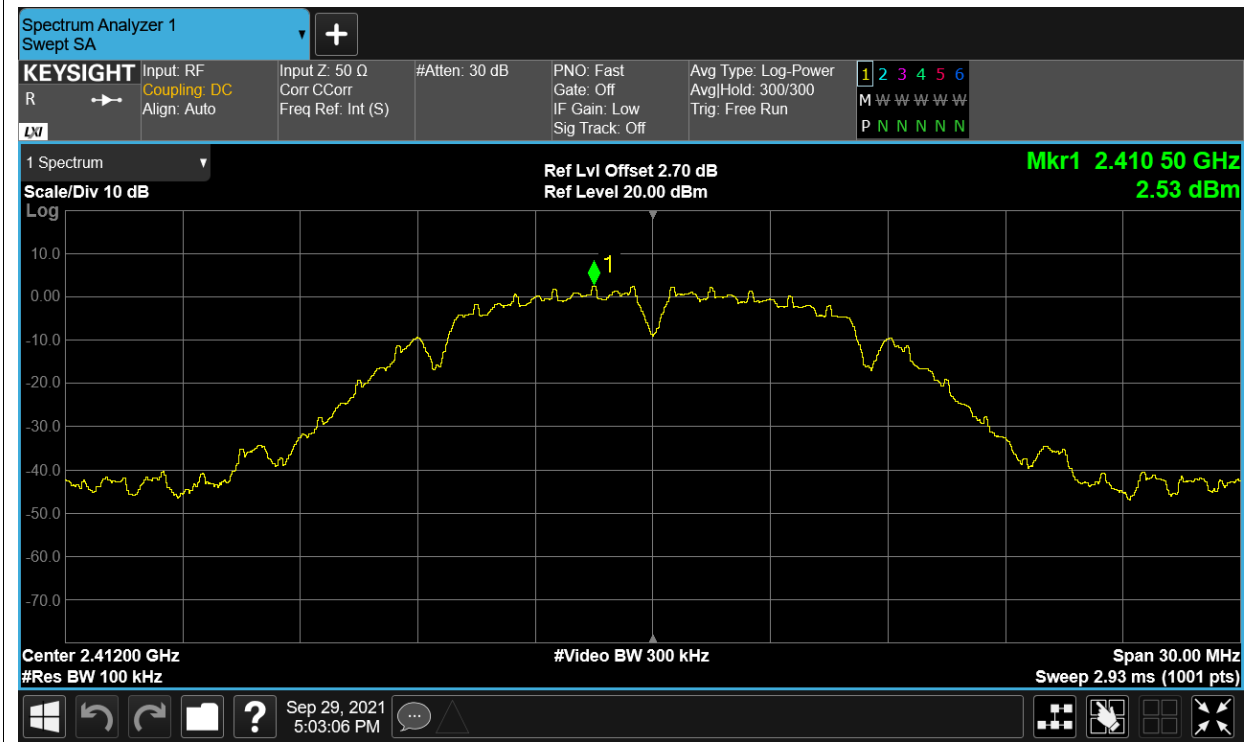 Spectrum Analyzer 1
Swept SA
+
KEYSIGHT
R
LXI
Input: RF
Coupling: DC
Align: Auto
Input Z: 50 Ω
Corr CCorr
Freq Ref: Int (S)
#Atten: 30 dB
PNO: Fast
Gate: Off
IF Gain: Low
Sig Track: Off
Avg Type: Log-Power
Avg|Hold: 300/300
Trig: Free Run
1 2 3 4 5 6
M W W W W W
P N N N N N
1 Spectrum
Scale/Div 10 dB
Log
Ref Lvl Offset 2.70 dB
Ref Level 20.00 dBm
Mkr1 2.410 50 GHz
2.53 dBm
10.0
0.00
-10.0
-20.0
-30.0
-40.0
-50.0
-60.0
-70.0
1
Center 2.41200 GHz
#Res BW 100 kHz
#Video BW 300 kHz
Span 30.00 MHz
Sweep 2.93 ms (1001 pts)
?
Sep 29, 2021
5:03:06 PM